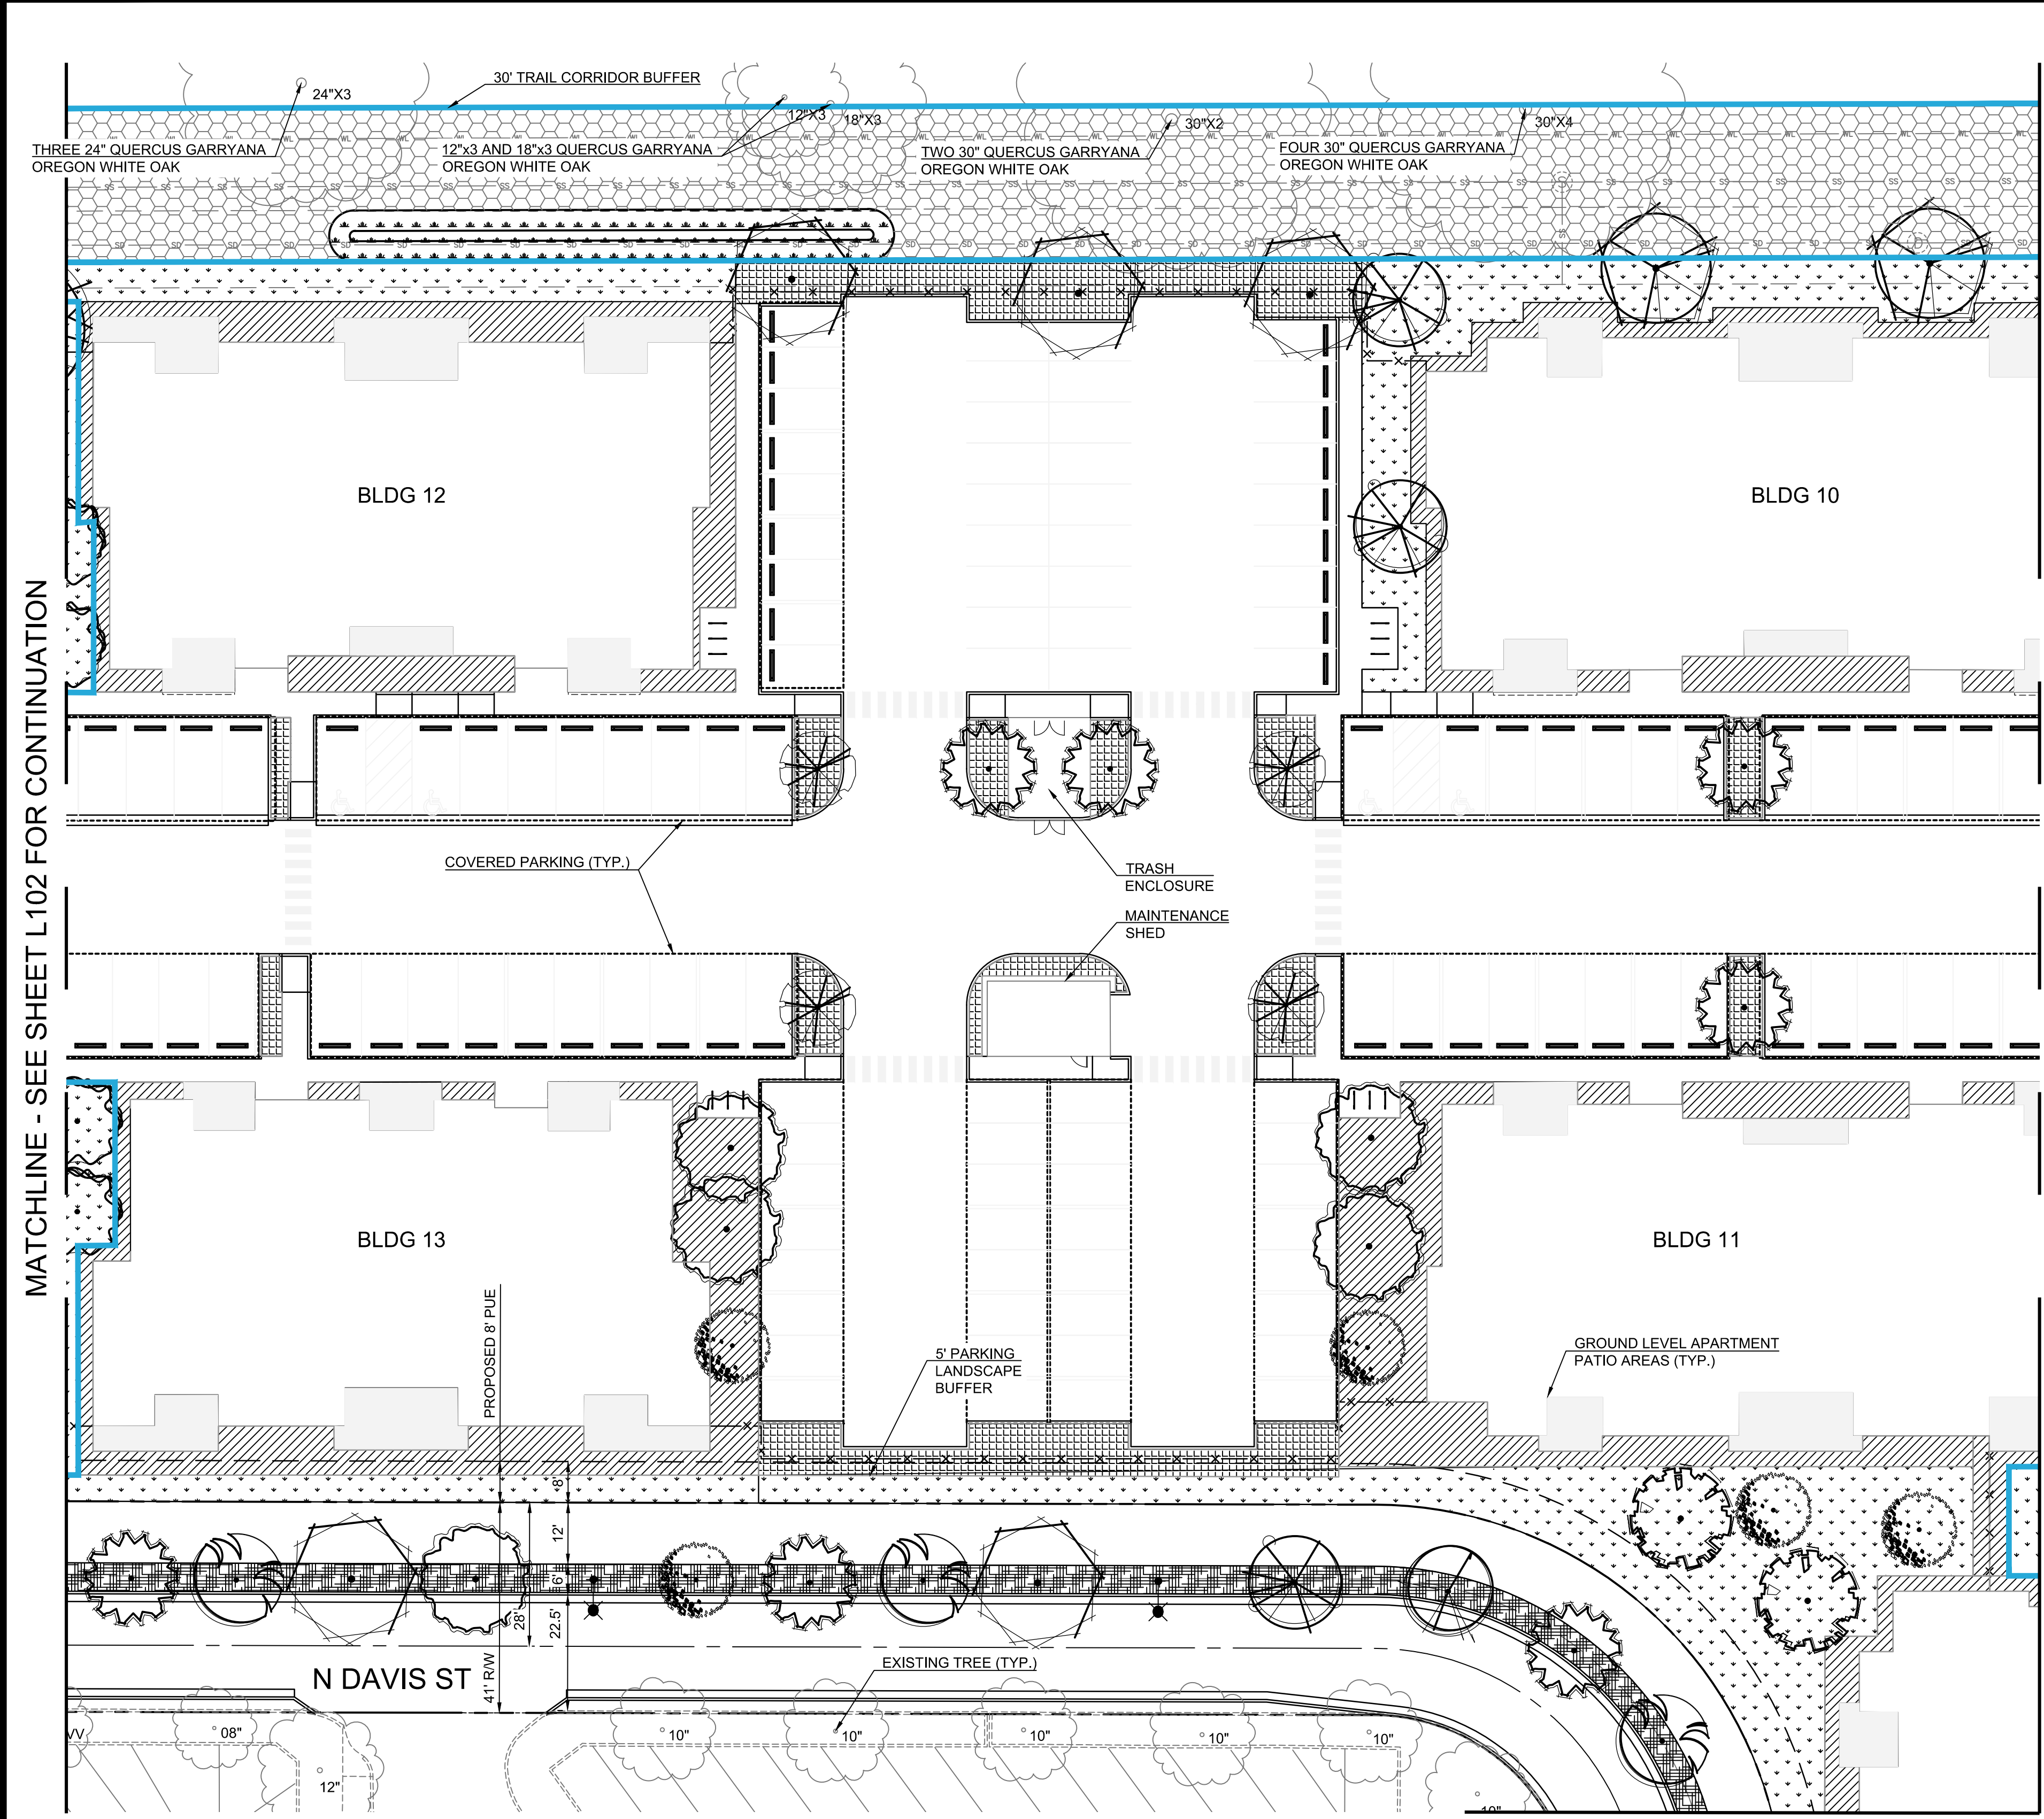 30' TRAIL CORRIDOR BUFFER
24"X3
12"X3
18"X3
30"X2
30"X4
THREE 24" QUERCUS GARRYANA
OREGON WHITE OAK
12"x3 AND 18"x3 QUERCUS GARRYANA
OREGON WHITE OAK
TWO 30" QUERCUS GARRYANA
OREGON WHITE OAK
FOUR 30" QUERCUS GARRYANA
OREGON WHITE OAK
BLDG 12
BLDG 10
MATCHLINE - SEE SHEET L102 FOR CONTINUATION
COVERED PARKING (TYP.)
TRASH
ENCLOSURE
MAINTENANCE
SHED
BLDG 13
BLDG 11
PROPOSED 8' PUE
5' PARKING
LANDSCAPE
BUFFER
GROUND LEVEL APARTMENT
PATIO AREAS (TYP.)
8'
12'
6'
28'
22.5'
41' R/W
N DAVIS ST
EXISTING TREE (TYP.)
08"
12"
10"
10"
10"
10"
10"